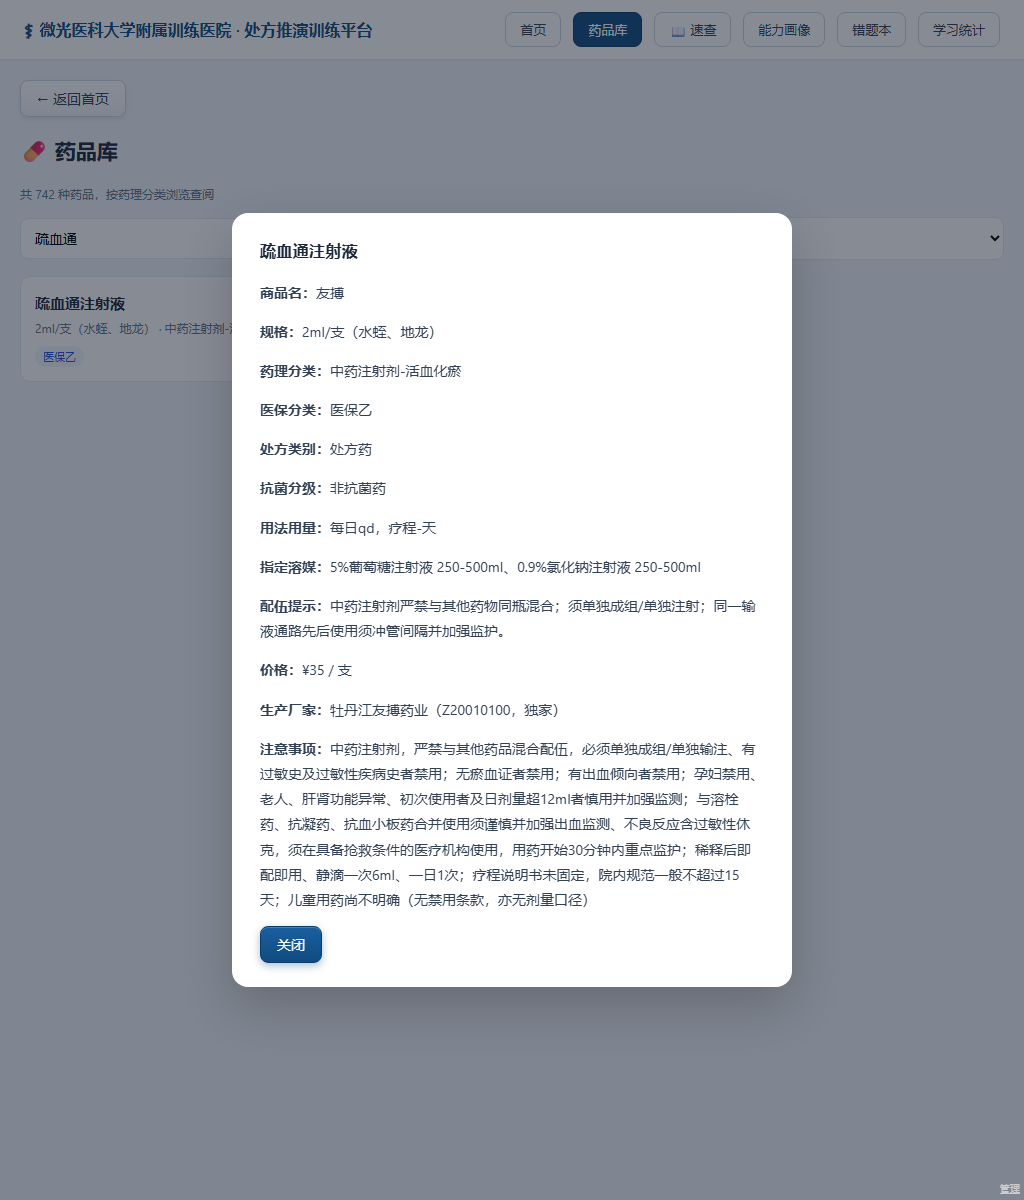 微光医科大学附属训练医院 · 处方推演训练平台
首页
药品库
速查
能力画像
错题本
学习统计
← 返回首页
药品库
共 742 种药品，按药理分类浏览查阅
疏血通
疏血通注射液
2ml/支（水蛭、地龙） · 中药注射剂-
医保乙
疏血通注射液
商品名：友搏
规格：2ml/支（水蛭、地龙）
药理分类：中药注射剂-活血化瘀
医保分类：医保乙
处方类别：处方药
抗菌分级：非抗菌药
用法用量：每日qd，疗程-天
指定溶媒：5%葡萄糖注射液 250-500ml、0.9%氯化钠注射液 250-500ml
配伍提示：中药注射剂严禁与其他药物同瓶混合；须单独成组/单独注射；同一输
液通路先后使用须冲管间隔并加强监护。
价格：¥35 / 支
生产厂家：牡丹江友搏药业（Z20010100，独家）
注意事项：中药注射剂，严禁与其他药品混合配伍，必须单独成组/单独输注、有
过敏史及过敏性疾病史者禁用；无瘀血证者禁用；有出血倾向者禁用；孕妇禁用、
老人、肝肾功能异常、初次使用者及日剂量超12ml者慎用并加强监测；与溶栓
药、抗凝药、抗血小板药合并使用须谨慎并加强出血监测、不良反应含过敏性休
克，须在具备抢救条件的医疗机构使用，用药开始30分钟内重点监护；稀释后即
配即用、静滴一次6ml、一日1次；疗程说明书未固定，院内规范一般不超过15
天；儿童用药尚不明确（无禁用条款，亦无剂量口径）
关闭
管理